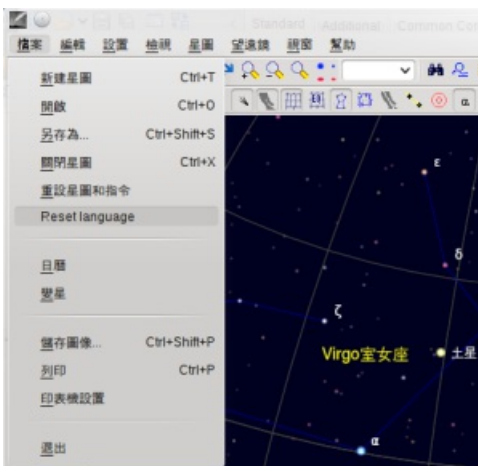 Standard Additional Common Con
檔案 編輯 設置 檢視 星圖 望遠鏡 視窗 幫助
新建星圖 Ctrl+T
開啟 Ctrl+O
另存為... Ctrl+Shift+S
關閉星圖 Ctrl+X
重設星圖和指令
Reset language
日曆
變星
儲存圖像... Ctrl+Shift+P
列印 Ctrl+P
印表機設置
退出
α
ε
δ
ζ
Virgo室女座
土星
α